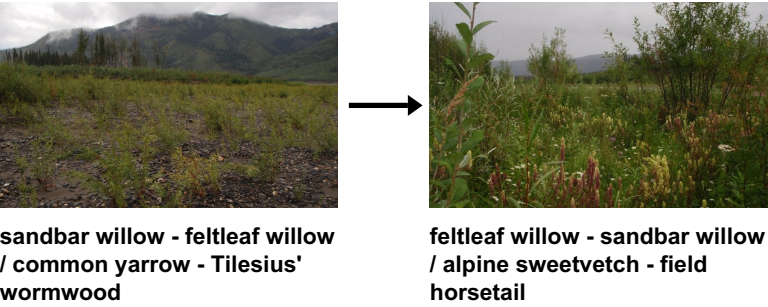 sandbar willow - feltleaf willow
/ common yarrow - Tilesius'
wormwood
feltleaf willow - sandbar willow
/ alpine sweetvetch - field
horsetail